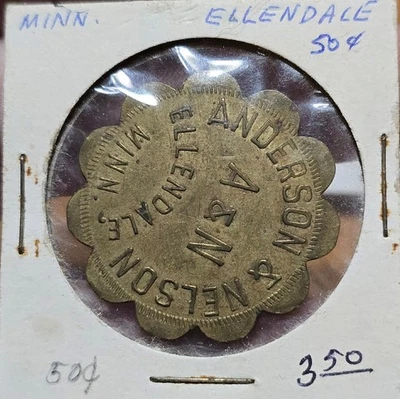 MINN. ELLENDALE
50¢
ANDERSON & NELSON
A & N
ELLENDALE,
MINN.
50¢
3.50